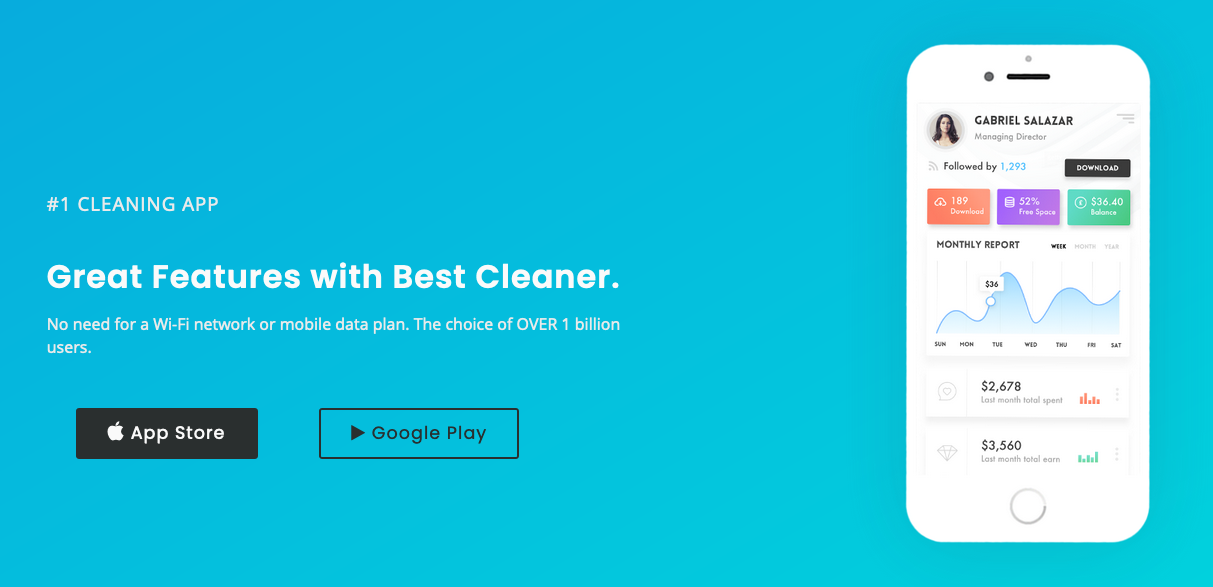 #1 CLEANING APP
Great Features with Best Cleaner.
No need for a Wi-Fi network or mobile data plan. The choice of OVER 1 billion
users.
App Store
Google Play
GABRIEL SALAZAR
Managing Director
Followed by 1,293
DOWNLOAD
189
Download
52%
Free Space
$36.40
Balance
MONTHLY REPORT
WEEK MONTH YEAR
$36
SUN MON TUE WED THU FRI SAT
$2,678
Last month total spent
$3,560
Last month total earn